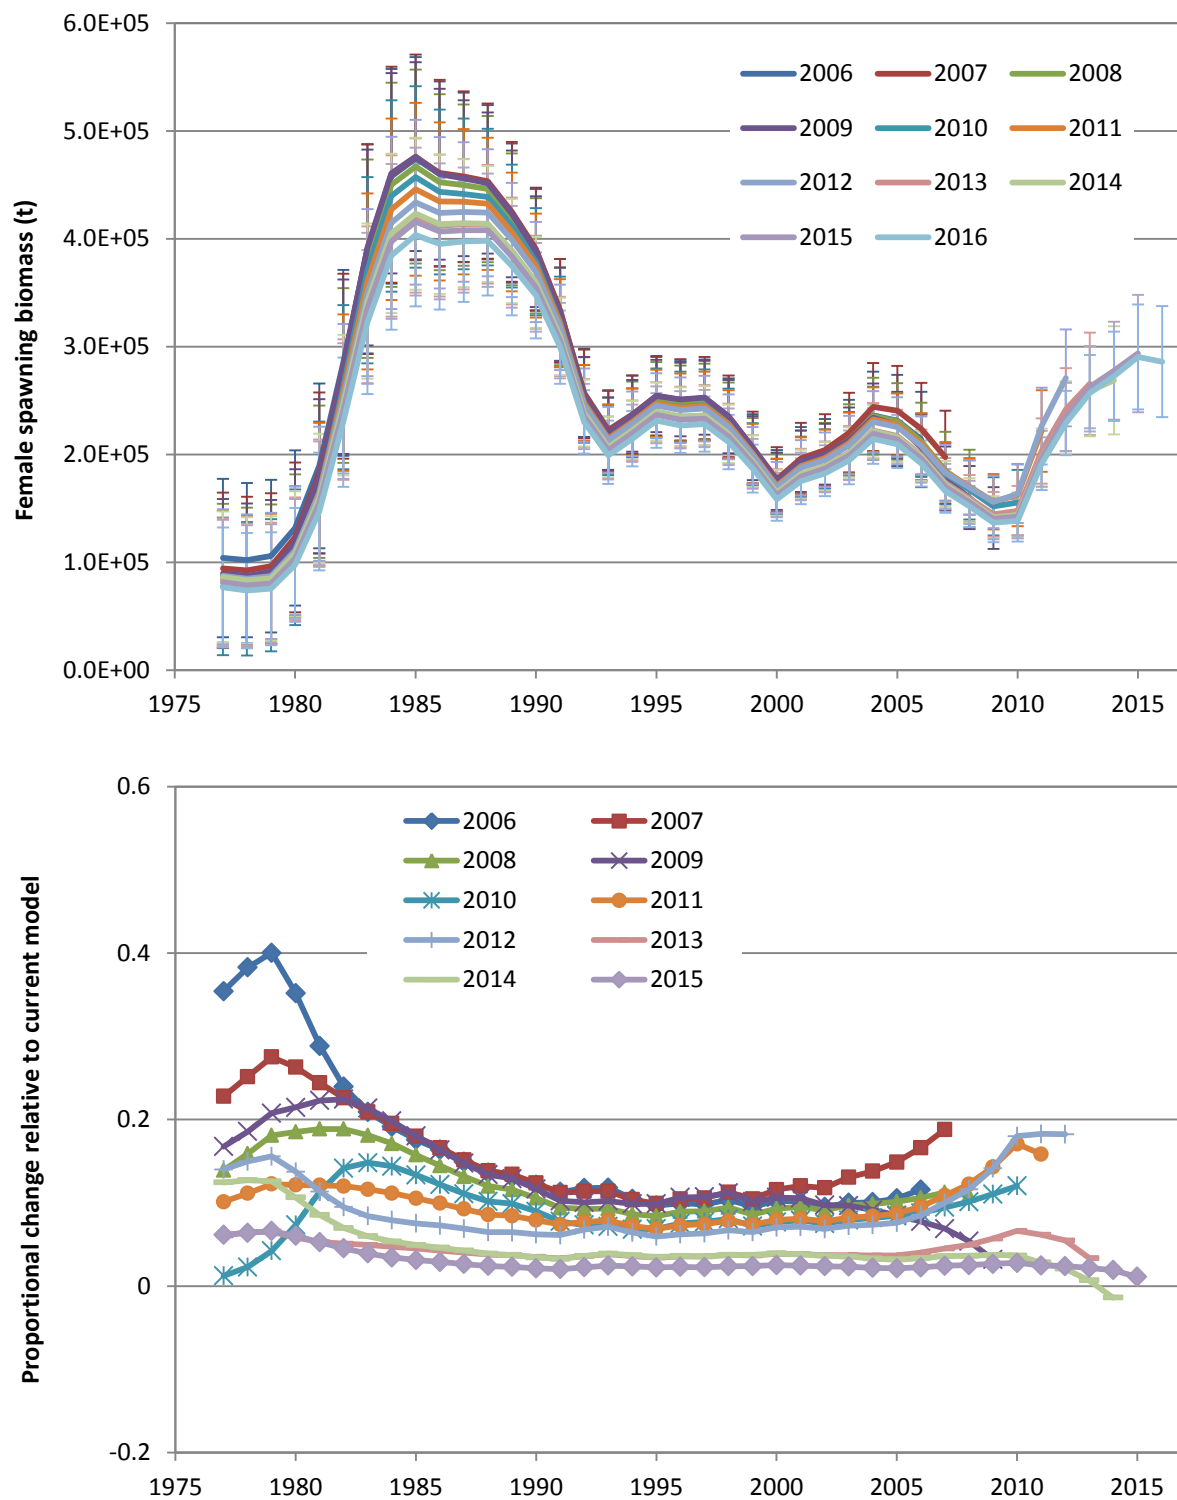 Female spawning biomass (t)
6.0E+05
5.0E+05
4.0E+05
3.0E+05
2.0E+05
1.0E+05
0.0E+00
2006 2007 2008
2009 2010 2011
2012 2013 2014
2015 2016
1975 1980 1985 1990 1995 2000 2005 2010 2015
Proportional change relative to current model
0.6
0.4
0.2
0
-0.2
2006 2007
2008 2009
2010 2011
2012 2013
2014 2015
1975 1980 1985 1990 1995 2000 2005 2010 2015